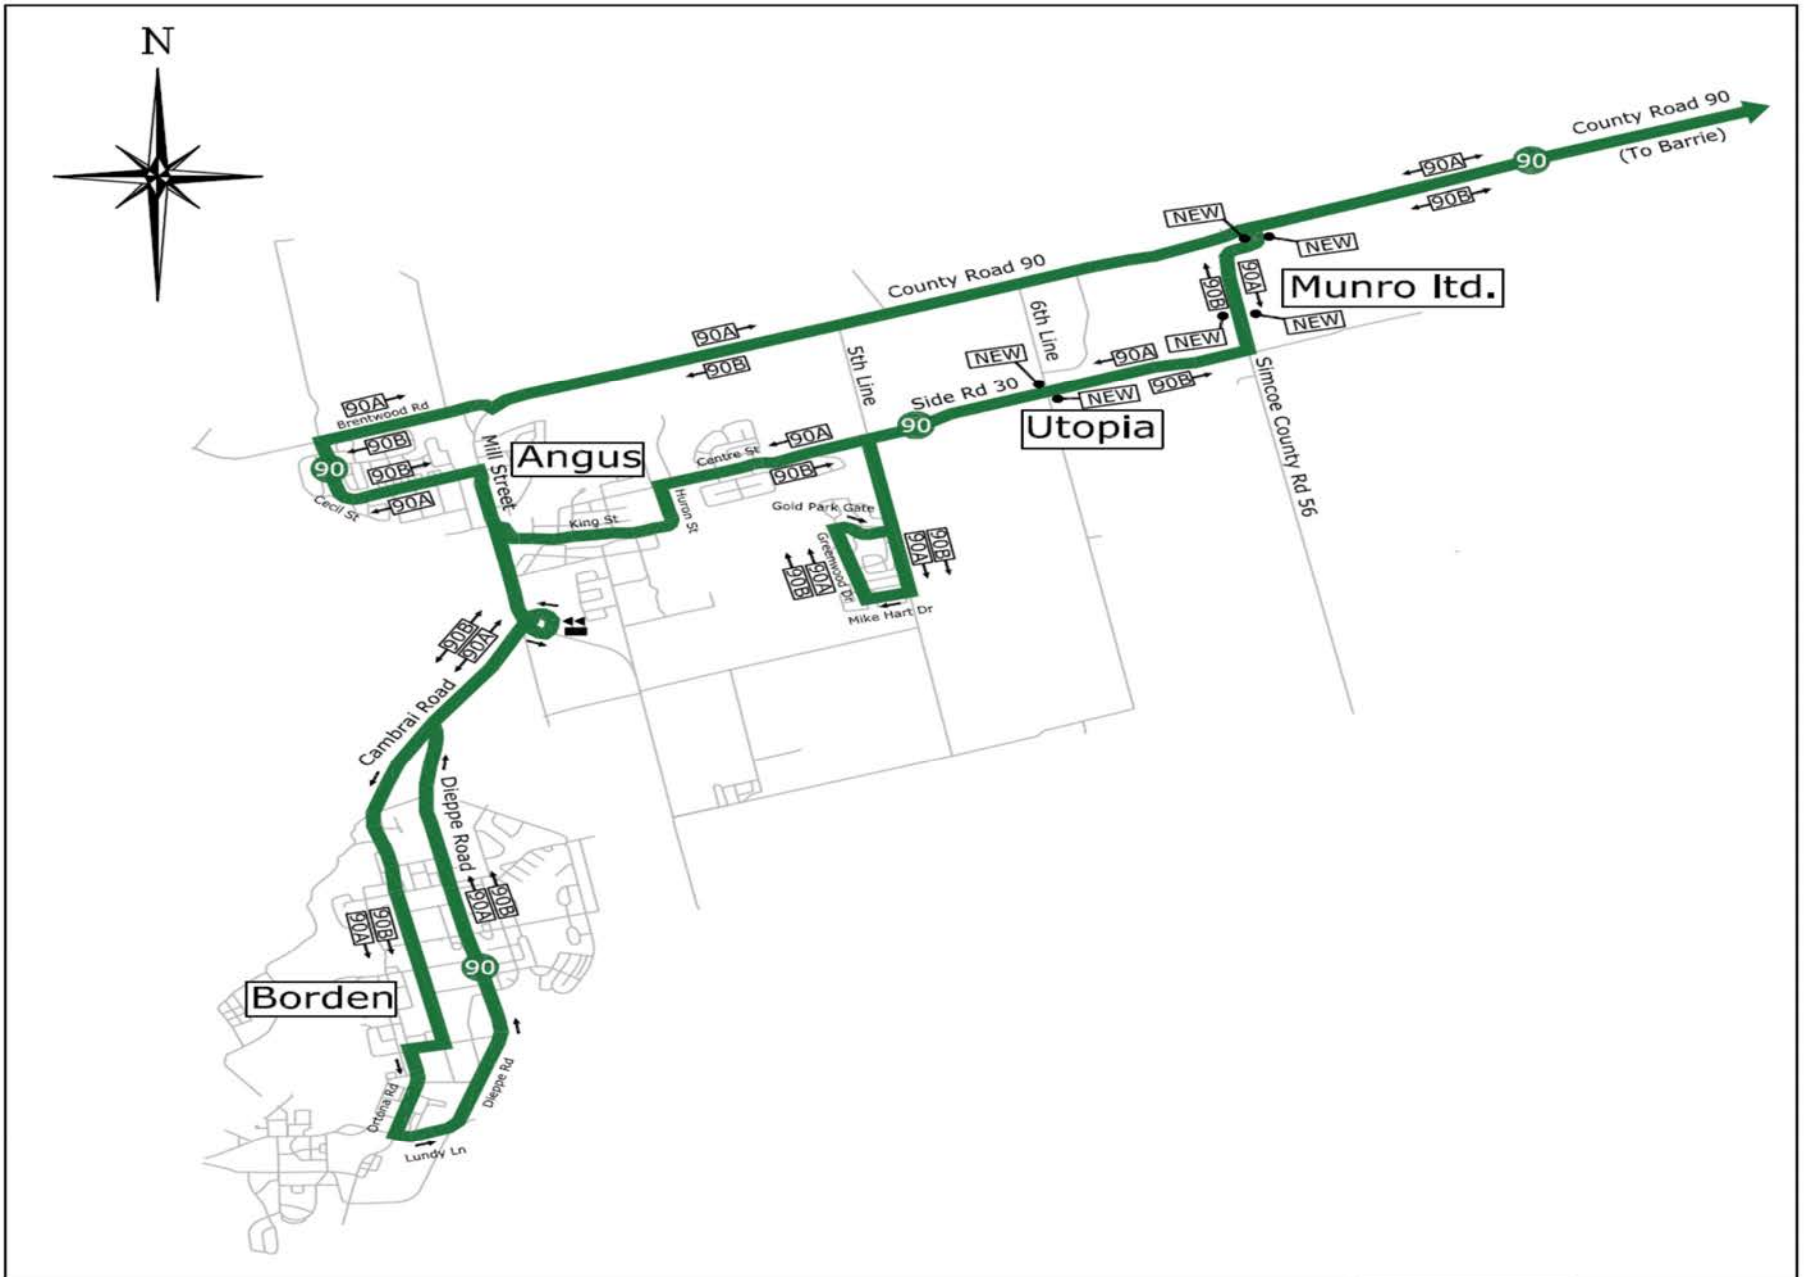 N
County Road 90
(To Barrie)
90A
90
90B
NEW
NEW
County Road 90
90A
90B
Munro ltd.
NEW
NEW
6th Line
90A
90B
5th Line
NEW
90A
90B
Side Rd 30
NEW
90
Utopia
Simcoe County Rd 56
90A
Brentwood Rd
90B
90
90B
90A
Cecil St
Mill Street
Angus
90A
Centre St
90B
Huron St
King St
Gold Park Gate
Greenwood Dr
90A
90B
90A
90B
Mike Hart Dr
90B
90A
Cambrai Road
Dieppe Road
90A
90B
90A
90B
90
Borden
Dieppe Rd
Ortona Rd
Lundy Ln